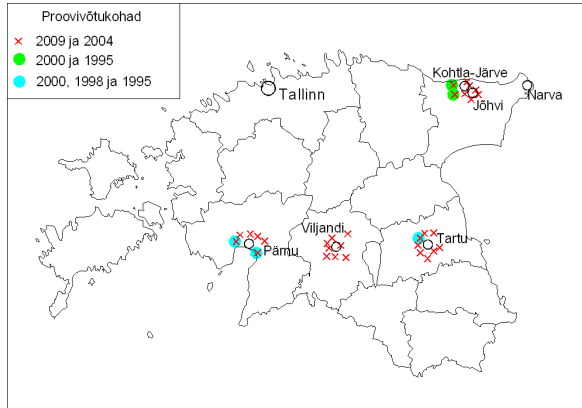 Proovivõtukohad
2009 ja 2004
2000 ja 1995
2000, 1998 ja 1995
Kohtla-Järve
Tallinn
Narva
Jõhvi
Viljandi
Tartu
Pärnu